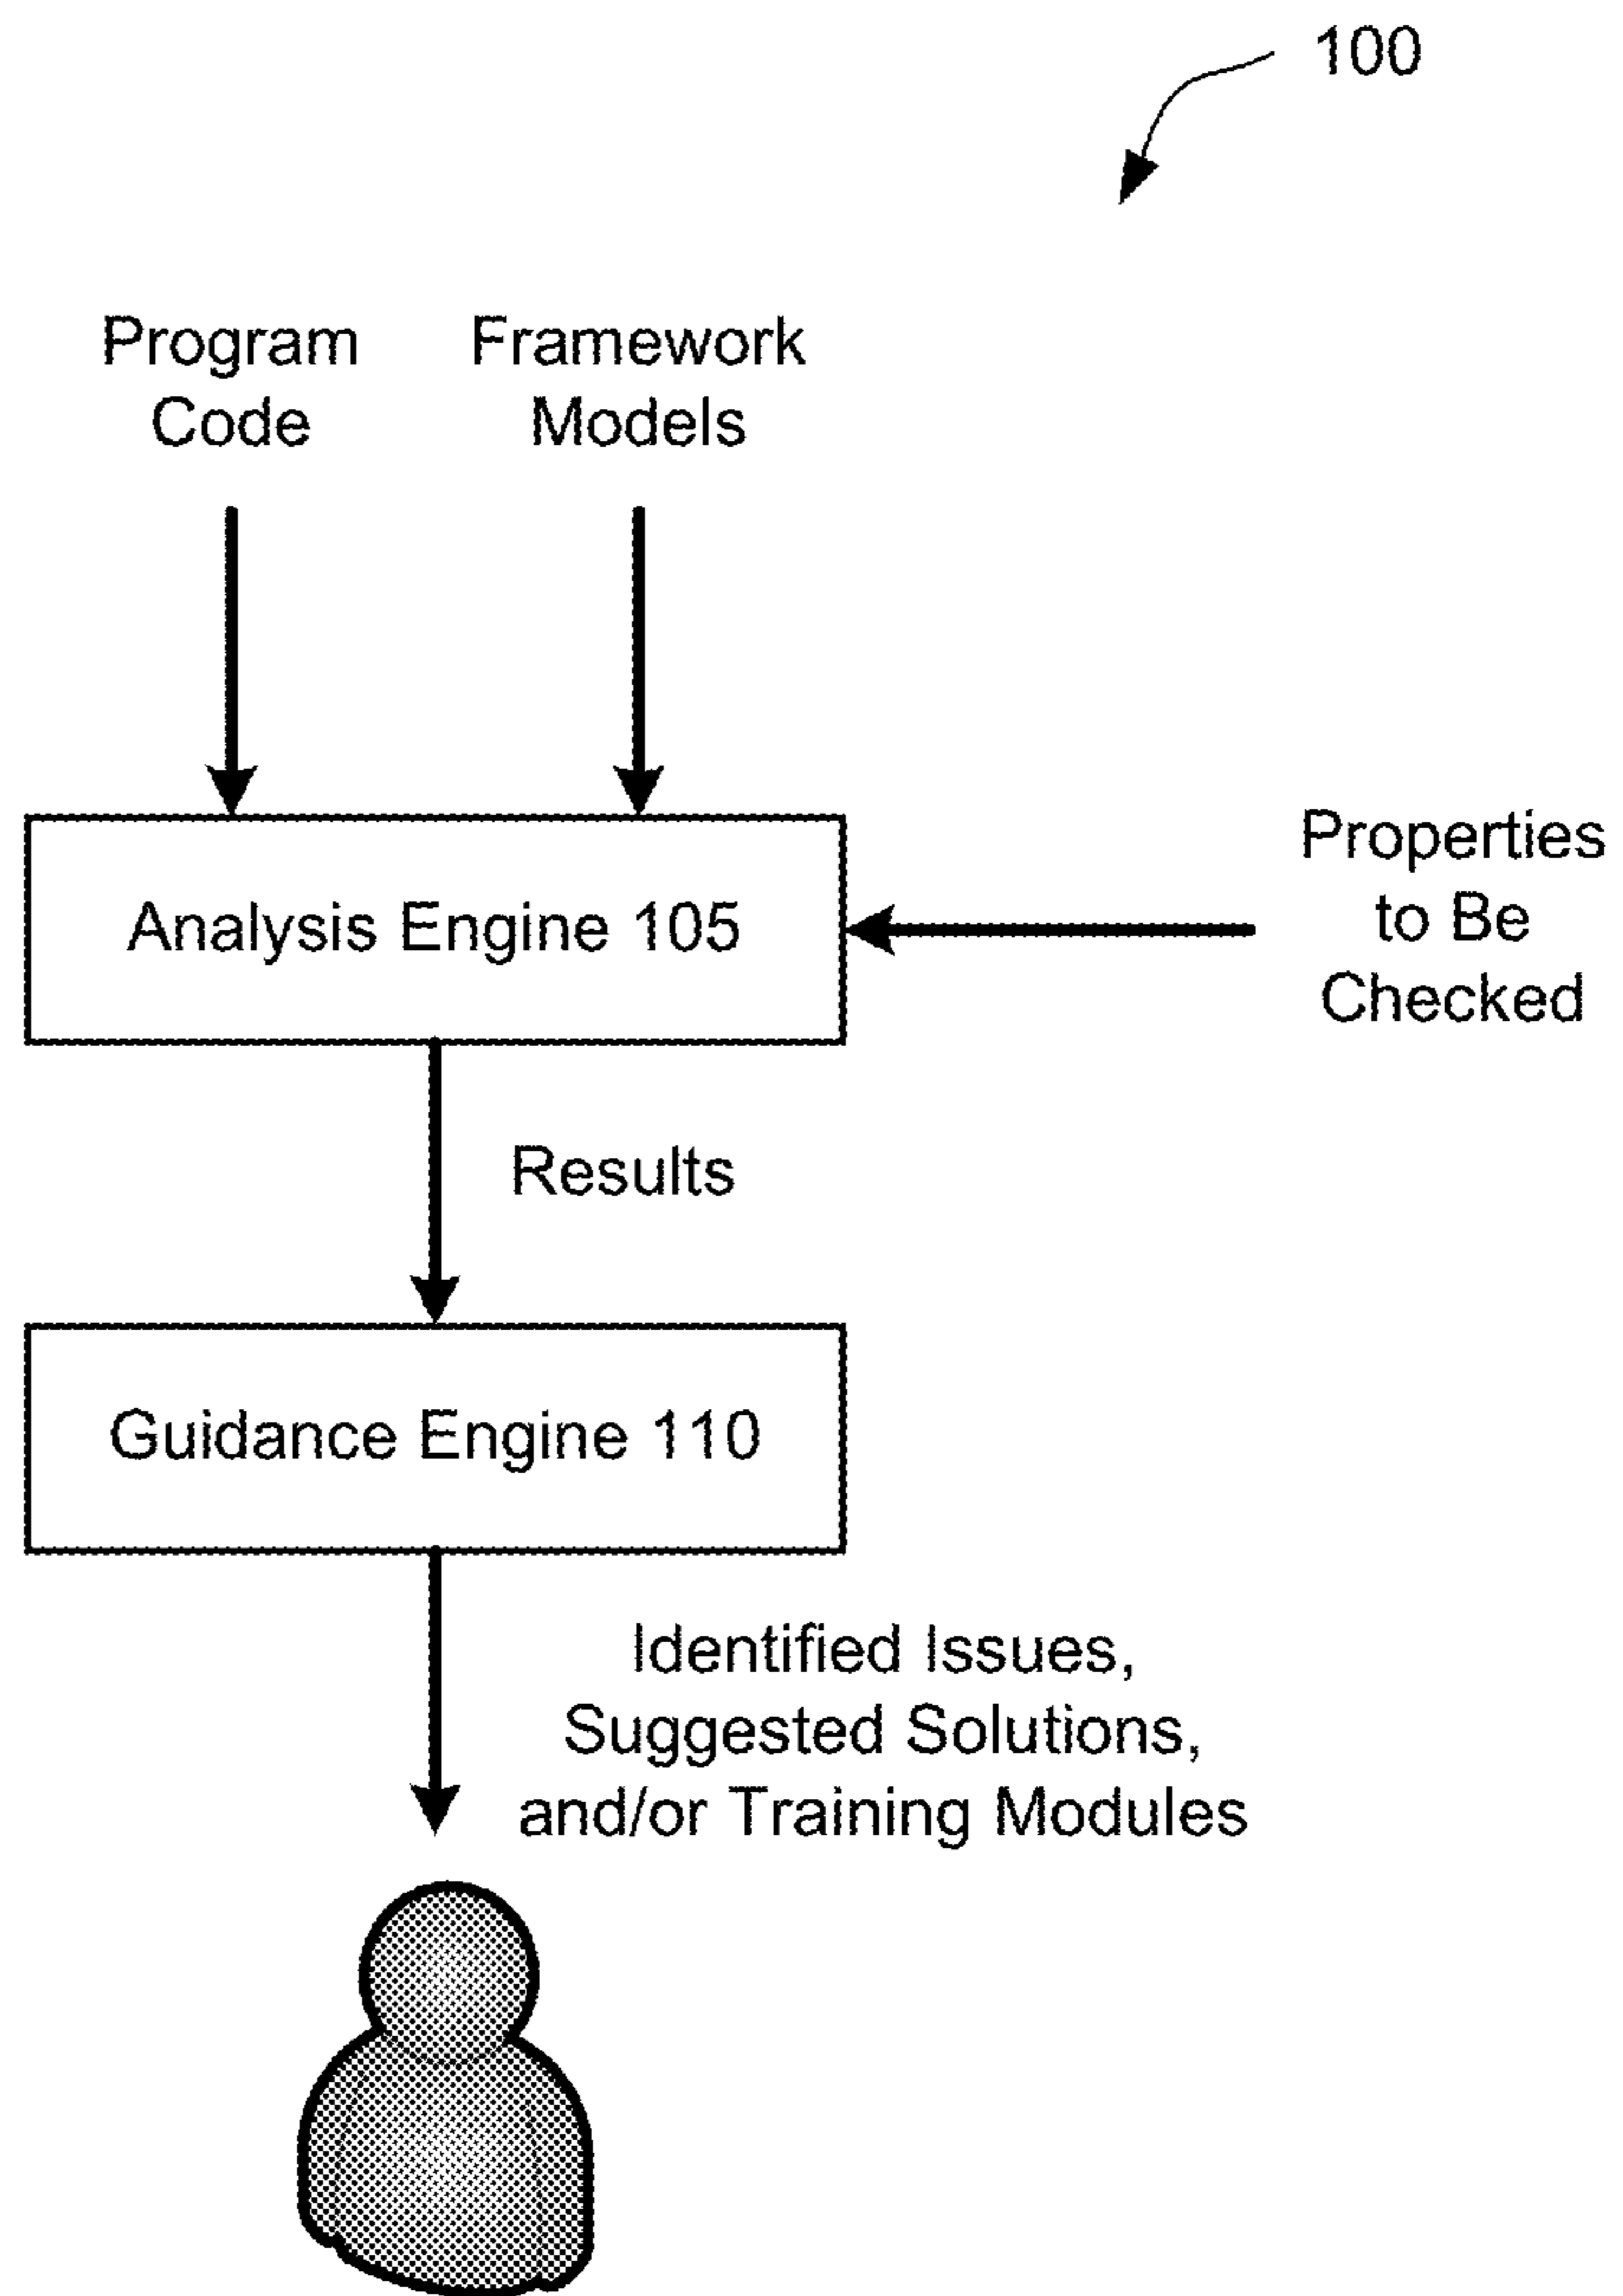 100
Program
Code
Framework
Models
Properties
to Be
Checked
Analysis Engine 105
Results
Guidance Engine 110
Identified Issues,
Suggested Solutions,
and/or Training Modules